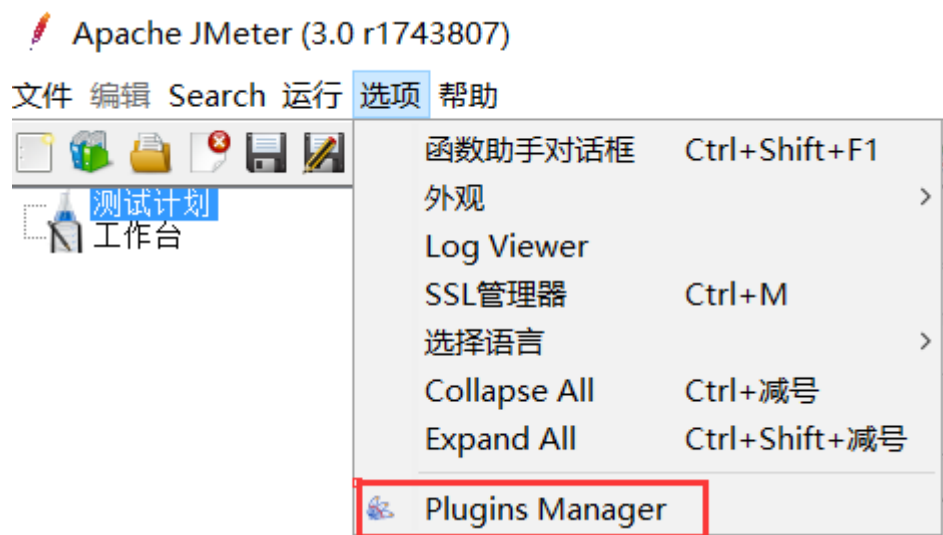 Apache JMeter (3.0 r1743807)
文件 编辑 Search 运行 选项 帮助
测试计划
工作台
函数助手对话框 Ctrl+Shift+F1
外观
Log Viewer
SSL管理器 Ctrl+M
选择语言
Collapse All Ctrl+减号
Expand All Ctrl+Shift+减号
Plugins Manager